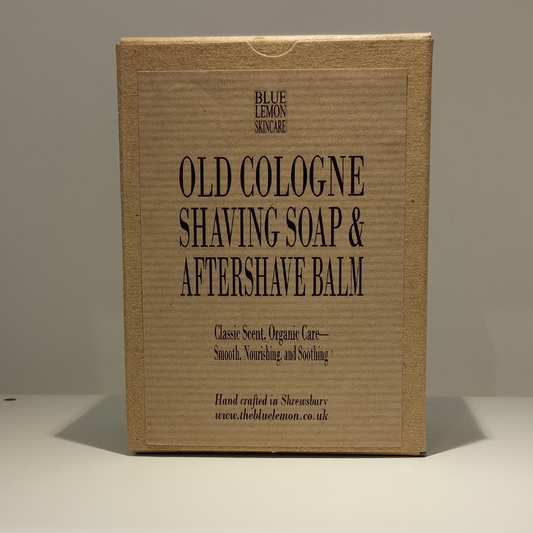 BLUE
LEMON
SKINCARE
OLD COLOGNE
SHAVING SOAP &
AFTERSHAVE BALM
Classic Scent, Organic Care—
Smooth, Nourishing, and Soothing
Hand crafted in Shrewsbury
www.thebluelemon.co.uk